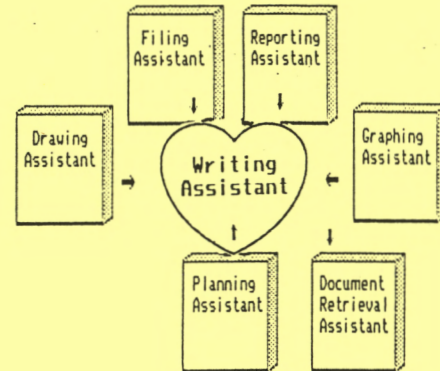 Filing
Assistant
Reporting
Assistant
Drawing
Assistant
Writing
Assistant
Graphing
Assistant
Planning
Assistant
Document
Retrieval
Assistant